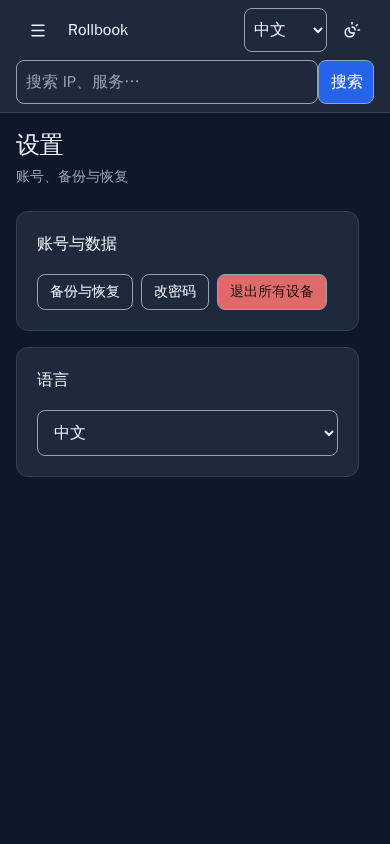 Rollbook
中文
搜索 IP、服务…
搜索
设置
账号、备份与恢复
账号与数据
备份与恢复
改密码
退出所有设备
语言
中文